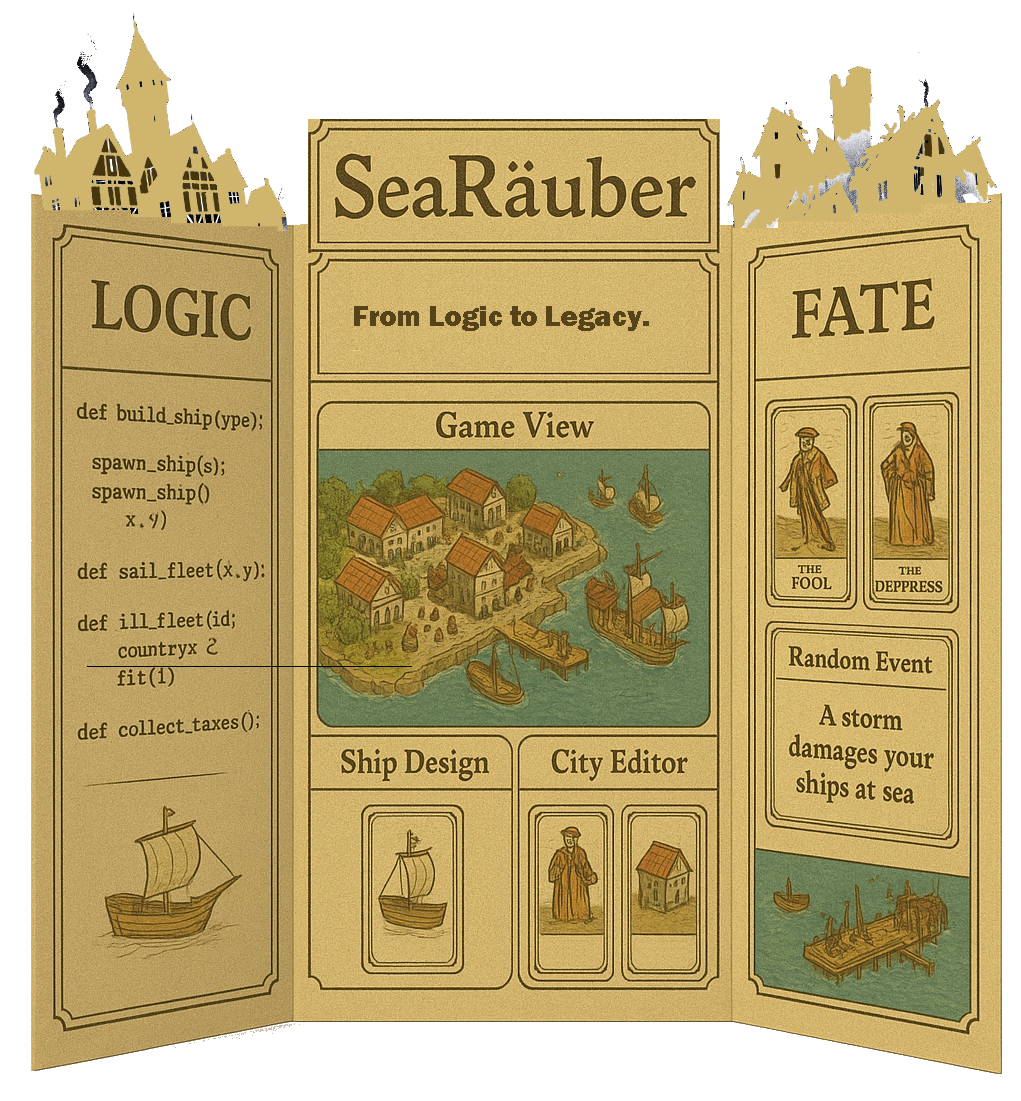 SeaRäuber
From Logic to Legacy.
LOGIC
def build_ship(ype);
spawn_ship(s);
spawn_ship()
x.y)
def sail_fleet(x.y):
def ill_fleet(id;
countryx 2
fit(1)
def collect_taxes();
Game View
Ship Design
City Editor
FATE
THE
FOOL
THE
DEPPRESS
Random Event
A storm
damages your
ships at sea